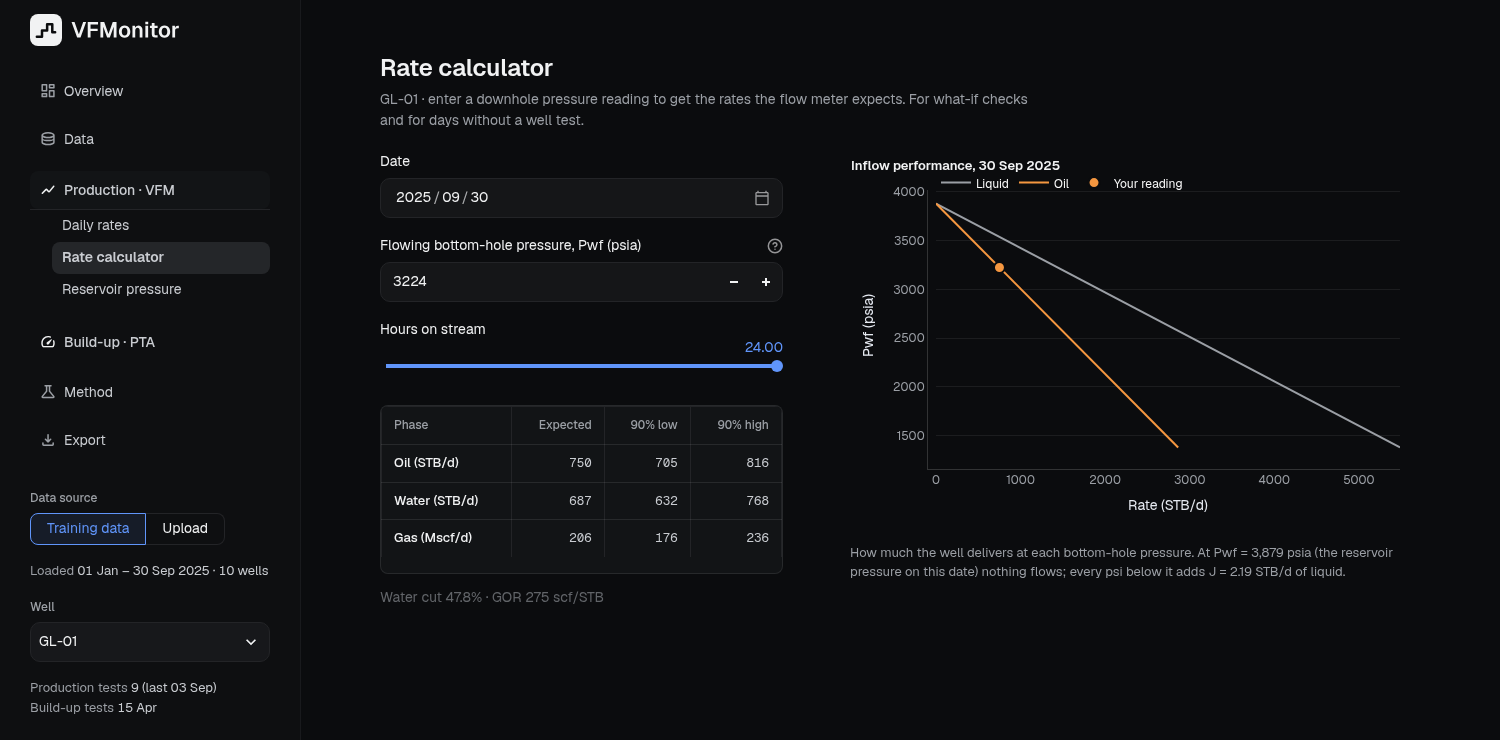 VFMonitor
Overview
Data
Production · VFM
Daily rates
Rate calculator
Reservoir pressure
Build-up · PTA
Method
Export
Data source
Training data
Upload
Loaded 01 Jan – 30 Sep 2025 · 10 wells
Well
GL-01
Production tests 9 (last 03 Sep)
Build-up tests 15 Apr
Rate calculator
GL-01 · enter a downhole pressure reading to get the rates the flow meter expects. For what-if checks
and for days without a well test.
Date
2025 / 09 / 30
Flowing bottom-hole pressure, Pwf (psia)
3224
Hours on stream
24.00
Phase Expected 90% low 90% high
Oil (STB/d) 750 705 816
Water (STB/d) 687 632 768
Gas (Mscf/d) 206 176 236
Water cut 47.8% · GOR 275 scf/STB
Inflow performance, 30 Sep 2025
Liquid Oil Your reading
4000
3500
3000
2500
2000
1500
Pwf (psia)
0 1000 2000 3000 4000 5000
Rate (STB/d)
How much the well delivers at each bottom-hole pressure. At Pwf = 3,879 psia (the reservoir
pressure on this date) nothing flows; every psi below it adds J = 2.19 STB/d of liquid.